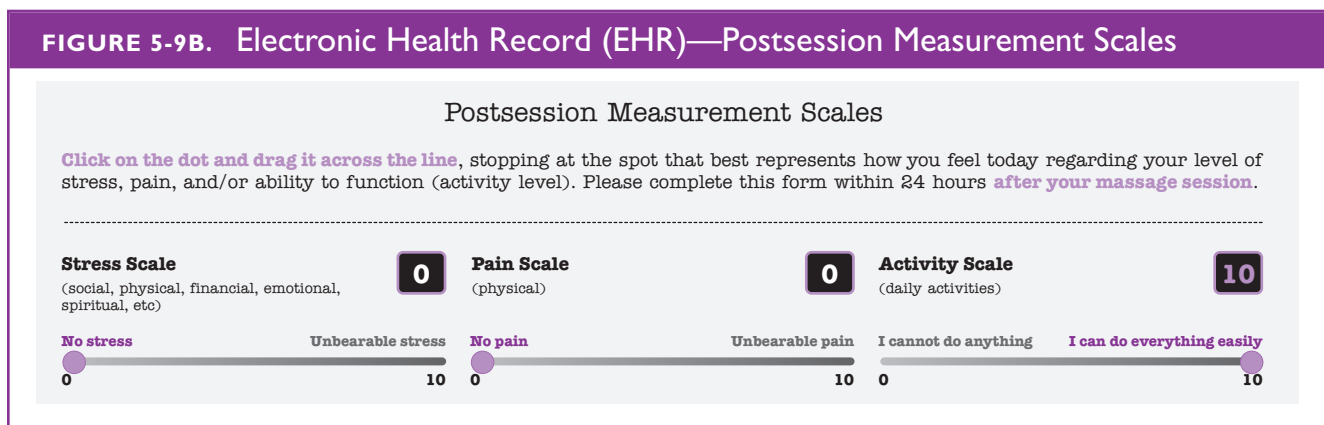 FIGURE 5-9B. Electronic Health Record (EHR)—Postsession Measurement Scales
Postsession Measurement Scales
Click on the dot and drag it across the line, stopping at the spot that best represents how you feel today regarding your level of
stress, pain, and/or ability to function (activity level). Please complete this form within 24 hours after your massage session.
Stress Scale
(social, physical, financial, emotional,
spiritual, etc)
0
No stress
Unbearable stress
0
10
Pain Scale
(physical)
0
No pain
Unbearable pain
0
10
Activity Scale
(daily activities)
10
I cannot do anything
I can do everything easily
0
10